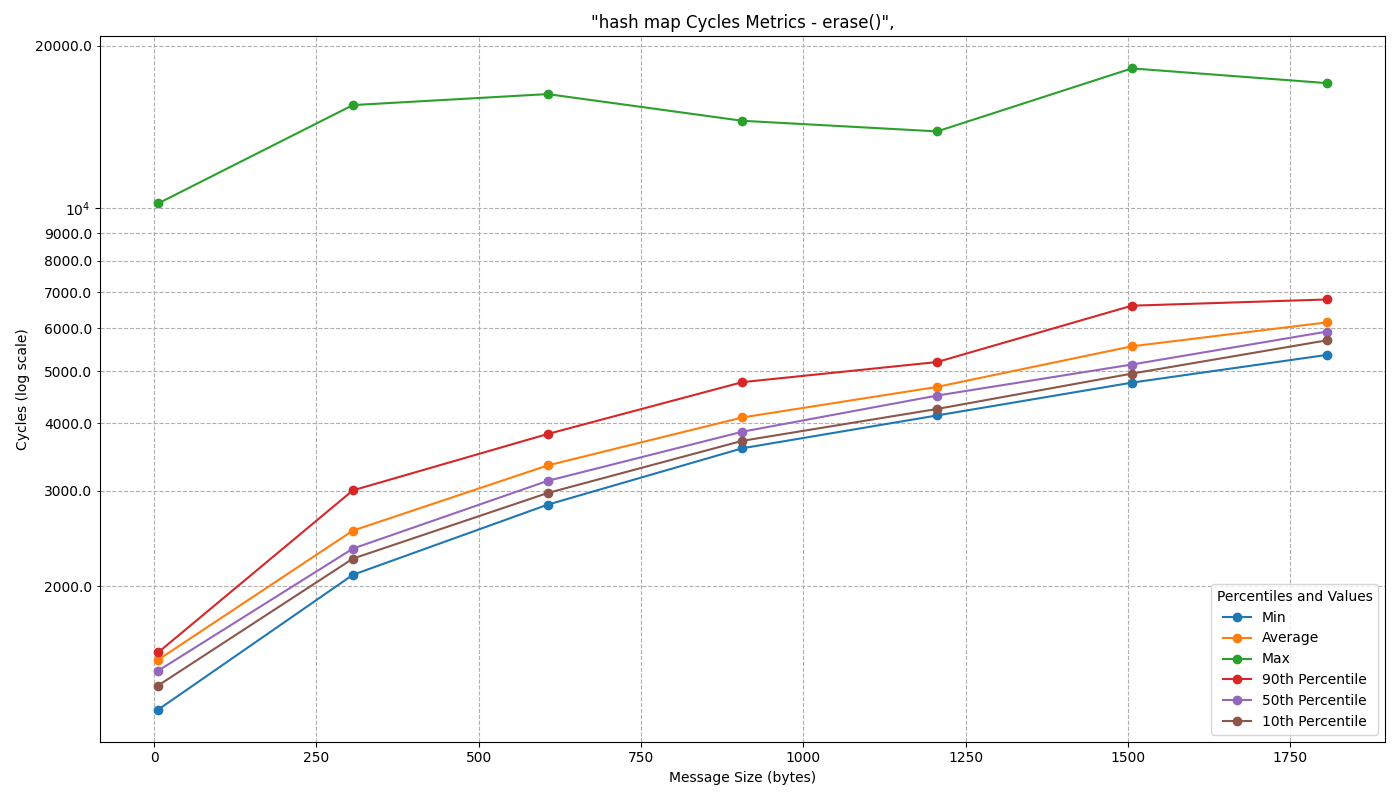 "hash map Cycles Metrics - erase()",
20000.0
10⁴
9000.0
8000.0
7000.0
6000.0
5000.0
4000.0
3000.0
2000.0
Cycles (log scale)
Percentiles and Values
Min
Average
Max
90th Percentile
50th Percentile
10th Percentile
0 250 500 750 1000 1250 1500 1750
Message Size (bytes)